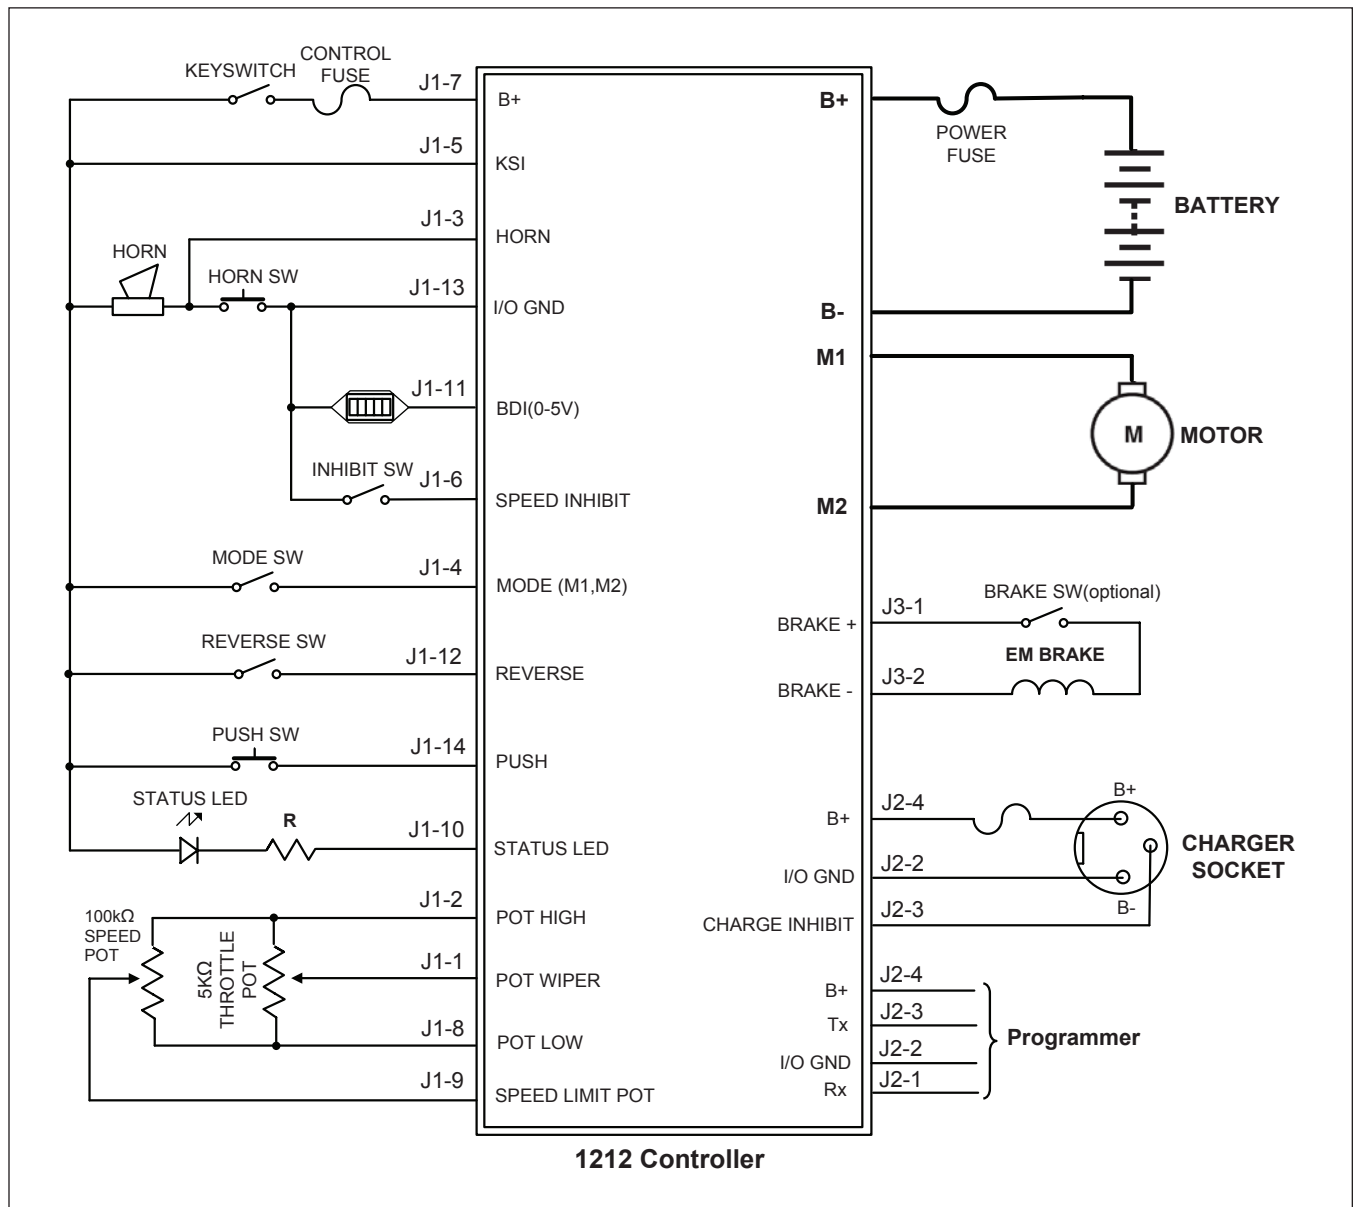 KEYSWITCH
CONTROL
FUSE
J1-7
B+
J1-5
KSI
J1-3
HORN
HORN
HORN SW
J1-13
I/O GND
J1-11
BDI(0-5V)
INHIBIT SW
J1-6
SPEED INHIBIT
MODE SW
J1-4
MODE (M1,M2)
REVERSE SW
J1-12
REVERSE
PUSH SW
J1-14
PUSH
STATUS LED
R
J1-10
STATUS LED
J1-2
POT HIGH
100kΩ
SPEED
POT
5KΩ
THROTTLE
POT
J1-1
POT WIPER
J1-8
POT LOW
J1-9
SPEED LIMIT POT
B+
POWER
FUSE
BATTERY
B-
M1
M
MOTOR
M2
BRAKE +
J3-1
BRAKE SW(optional)
EM BRAKE
BRAKE -
J3-2
B+
J2-4
B+
I/O GND
J2-2
B-
CHARGER
SOCKET
CHARGE INHIBIT
J2-3
B+
J2-4
Tx
J2-3
I/O GND
J2-2
Rx
J2-1
Programmer
1212 Controller